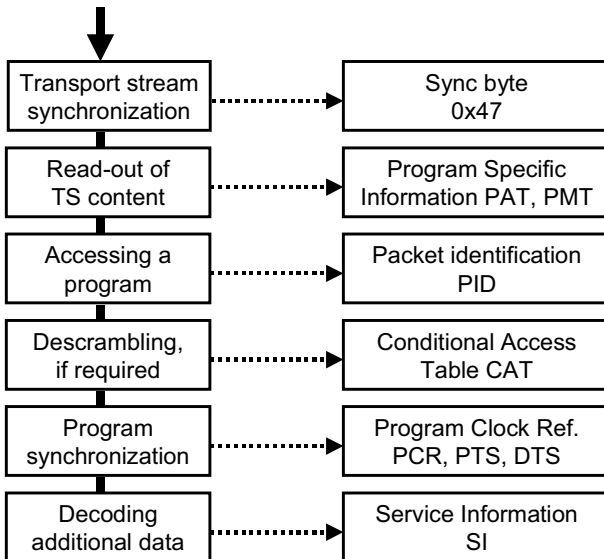 Transport stream
synchronization
Sync byte
0x47
Read-out of
TS content
Program Specific
Information PAT, PMT
Accessing a
program
Packet identification
PID
Descrambling,
if required
Conditional Access
Table CAT
Program
synchronization
Program Clock Ref.
PCR, PTS, DTS
Decoding
additional data
Service Information
SI